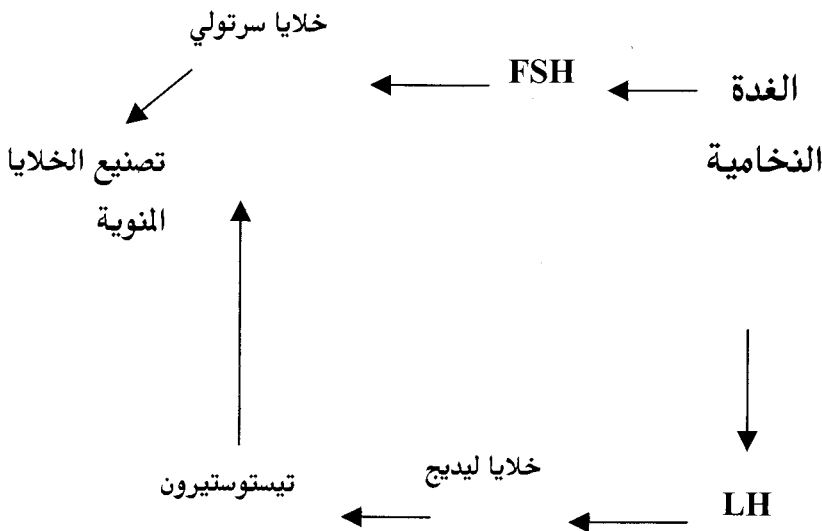 خلايا سرتولي
الغدة
النخامية
FSH
تصنيع الخلايا
المنوية
LH
خلايا ليديج
تيستوستيرون